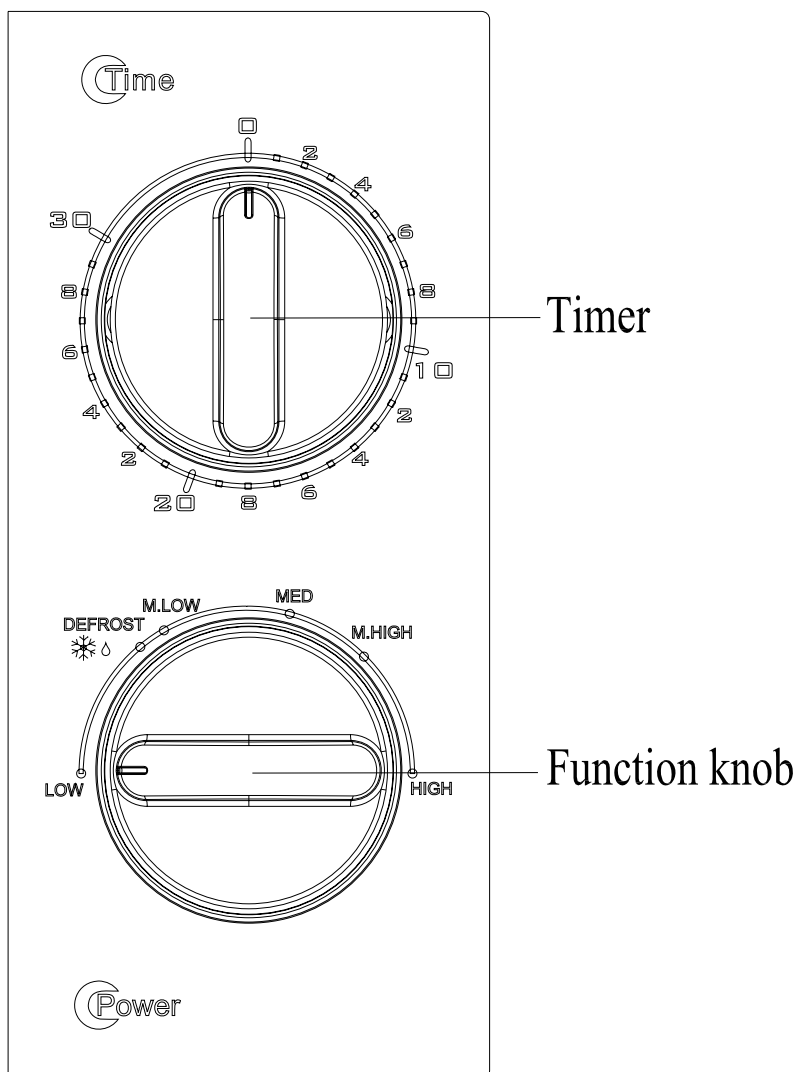 Time
0
2
4
6
8
10
2
4
6
8
20
2
4
6
8
30
Timer
DEFROST
M.LOW
MED
M.HIGH
LOW
HIGH
Function knob
Power